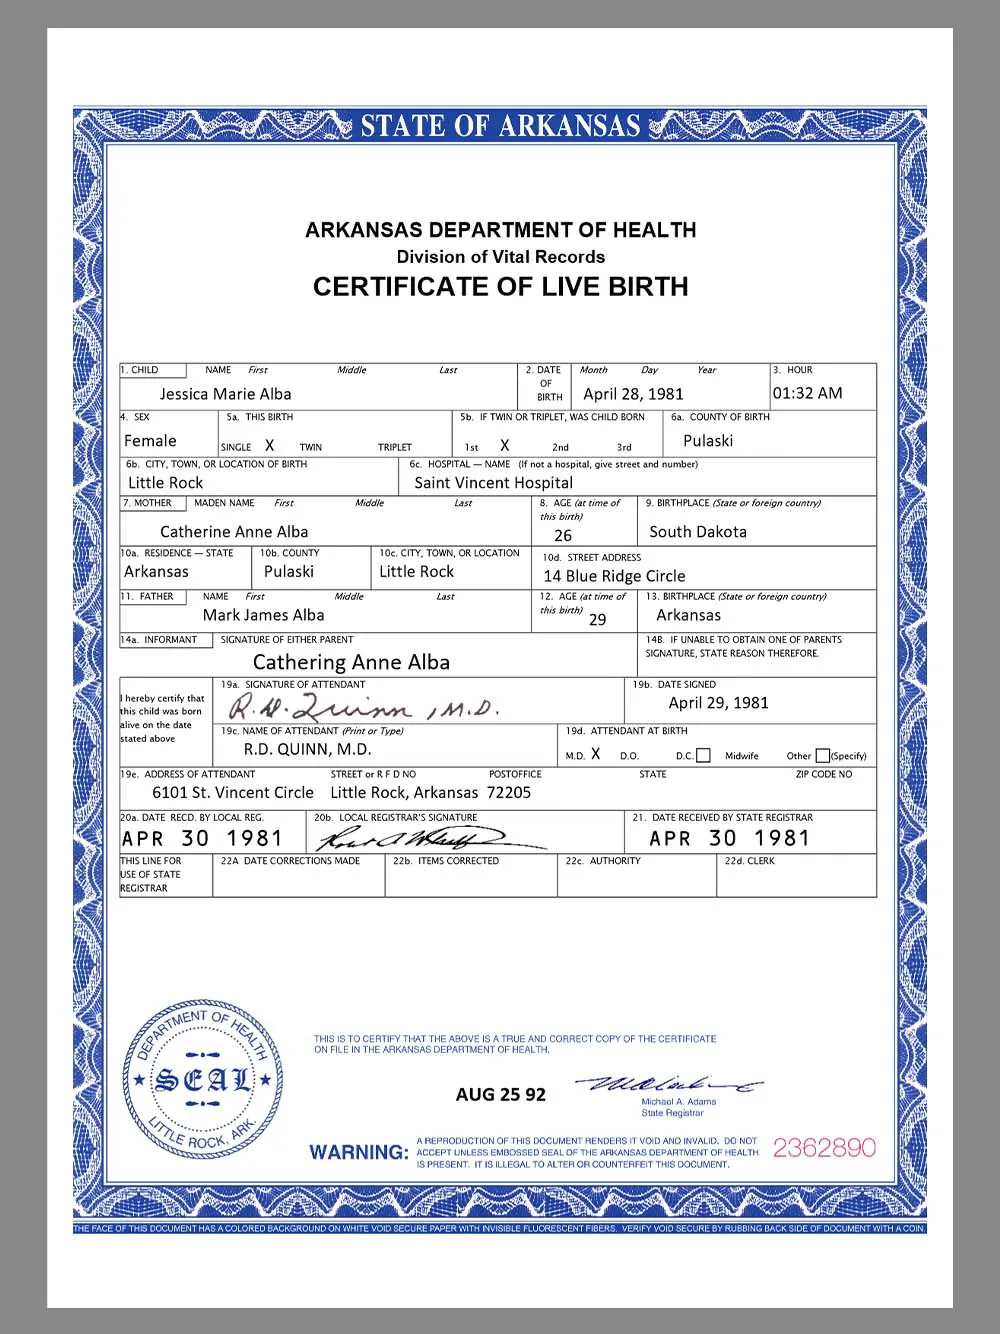 STATE OF ARKANSAS
ARKANSAS DEPARTMENT OF HEALTH
Division of Vital Records
CERTIFICATE OF LIVE BIRTH
1. CHILD NAME First Middle Last
Jessica Marie Alba
2. DATE OF BIRTH Month Day Year
April 28, 1981
3. HOUR
01:32 AM
4. SEX
Female
5a. THIS BIRTH
SINGLE X TWIN TRIPLET
5b. IF TWIN OR TRIPLET, WAS CHILD BORN
1st X 2nd 3rd
6a. COUNTY OF BIRTH
Pulaski
6b. CITY, TOWN, OR LOCATION OF BIRTH
Little Rock
6c. HOSPITAL — NAME (If not a hospital, give street and number)
Saint Vincent Hospital
7. MOTHER MADEN NAME First Middle Last
Catherine Anne Alba
8. AGE (at time of this birth)
26
9. BIRTHPLACE (State or foreign country)
South Dakota
10a. RESIDENCE — STATE
Arkansas
10b. COUNTY
Pulaski
10c. CITY, TOWN, OR LOCATION
Little Rock
10d. STREET ADDRESS
14 Blue Ridge Circle
11. FATHER NAME First Middle Last
Mark James Alba
12. AGE (at time of this birth)
29
13. BIRTHPLACE (State or foreign country)
Arkansas
14a. INFORMANT SIGNATURE OF EITHER PARENT
Cathering Anne Alba
14B. IF UNABLE TO OBTAIN ONE OF PARENTS
SIGNATURE, STATE REASON THEREFORE.
I hereby certify that
this child was born
alive on the date
stated above
19a. SIGNATURE OF ATTENDANT
R.D. Quinn, M.D.
19b. DATE SIGNED
April 29, 1981
19c. NAME OF ATTENDANT (Print or Type)
R.D. QUINN, M.D.
19d. ATTENDANT AT BIRTH
M.D. X D.O. D.C. Midwife Other (Specify)
19e. ADDRESS OF ATTENDANT STREET or R F D NO POSTOFFICE STATE ZIP CODE NO
6101 St. Vincent Circle Little Rock, Arkansas 72205
20a. DATE RECD. BY LOCAL REG.
APR 30 1981
20b. LOCAL REGISTRAR'S SIGNATURE
21. DATE RECEIVED BY STATE REGISTRAR
APR 30 1981
THIS LINE FOR
USE OF STATE
REGISTRAR
22A DATE CORRECTIONS MADE
22b. ITEMS CORRECTED
22c. AUTHORITY
22d. CLERK
DEPARTMENT OF HEALTH
SEAL
LITTLE ROCK, ARK.
THIS IS TO CERTIFY THAT THE ABOVE IS A TRUE AND CORRECT COPY OF THE CERTIFICATE
ON FILE IN THE ARKANSAS DEPARTMENT OF HEALTH.
AUG 25 92
Michael A. Adams
State Registrar
WARNING: A REPRODUCTION OF THIS DOCUMENT RENDERS IT VOID AND INVALID. DO NOT
ACCEPT UNLESS EMBOSSED SEAL OF THE ARKANSAS DEPARTMENT OF HEALTH
IS PRESENT. IT IS ILLEGAL TO ALTER OR COUNTERFEIT THIS DOCUMENT.
2362890
THE FACE OF THIS DOCUMENT HAS A COLORED BACKGROUND ON WHITE VOID SECURE PAPER WITH INVISIBLE FLUORESCENT FIBERS. VERIFY VOID SECURE BY RUBBING BACK SIDE OF DOCUMENT WITH A COIN.